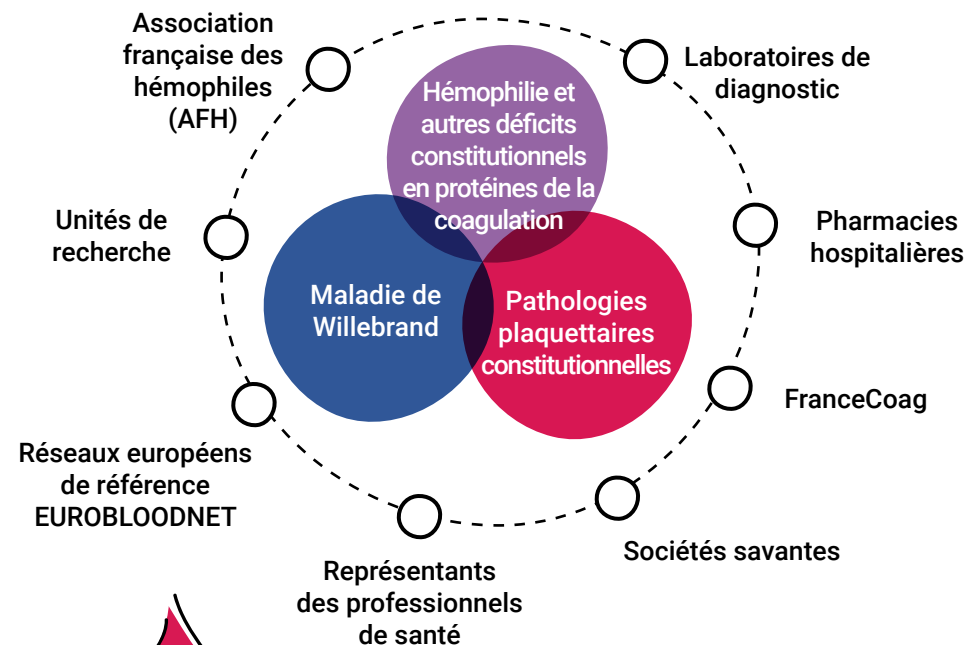 Association
française des
hémophiles
(AFH)
Laboratoires de
diagnostic
Hémophilie et
autres déficits
constitutionnels
en protéines de la
coagulation
Unités de
recherche
Pharmacies
hospitalières
Maladie de
Willebrand
Pathologies
plaquettaires
constitutionnelles
FranceCoag
Réseaux européens
de référence
EUROBLOODNET
Sociétés savantes
Représentants
des professionnels
de santé